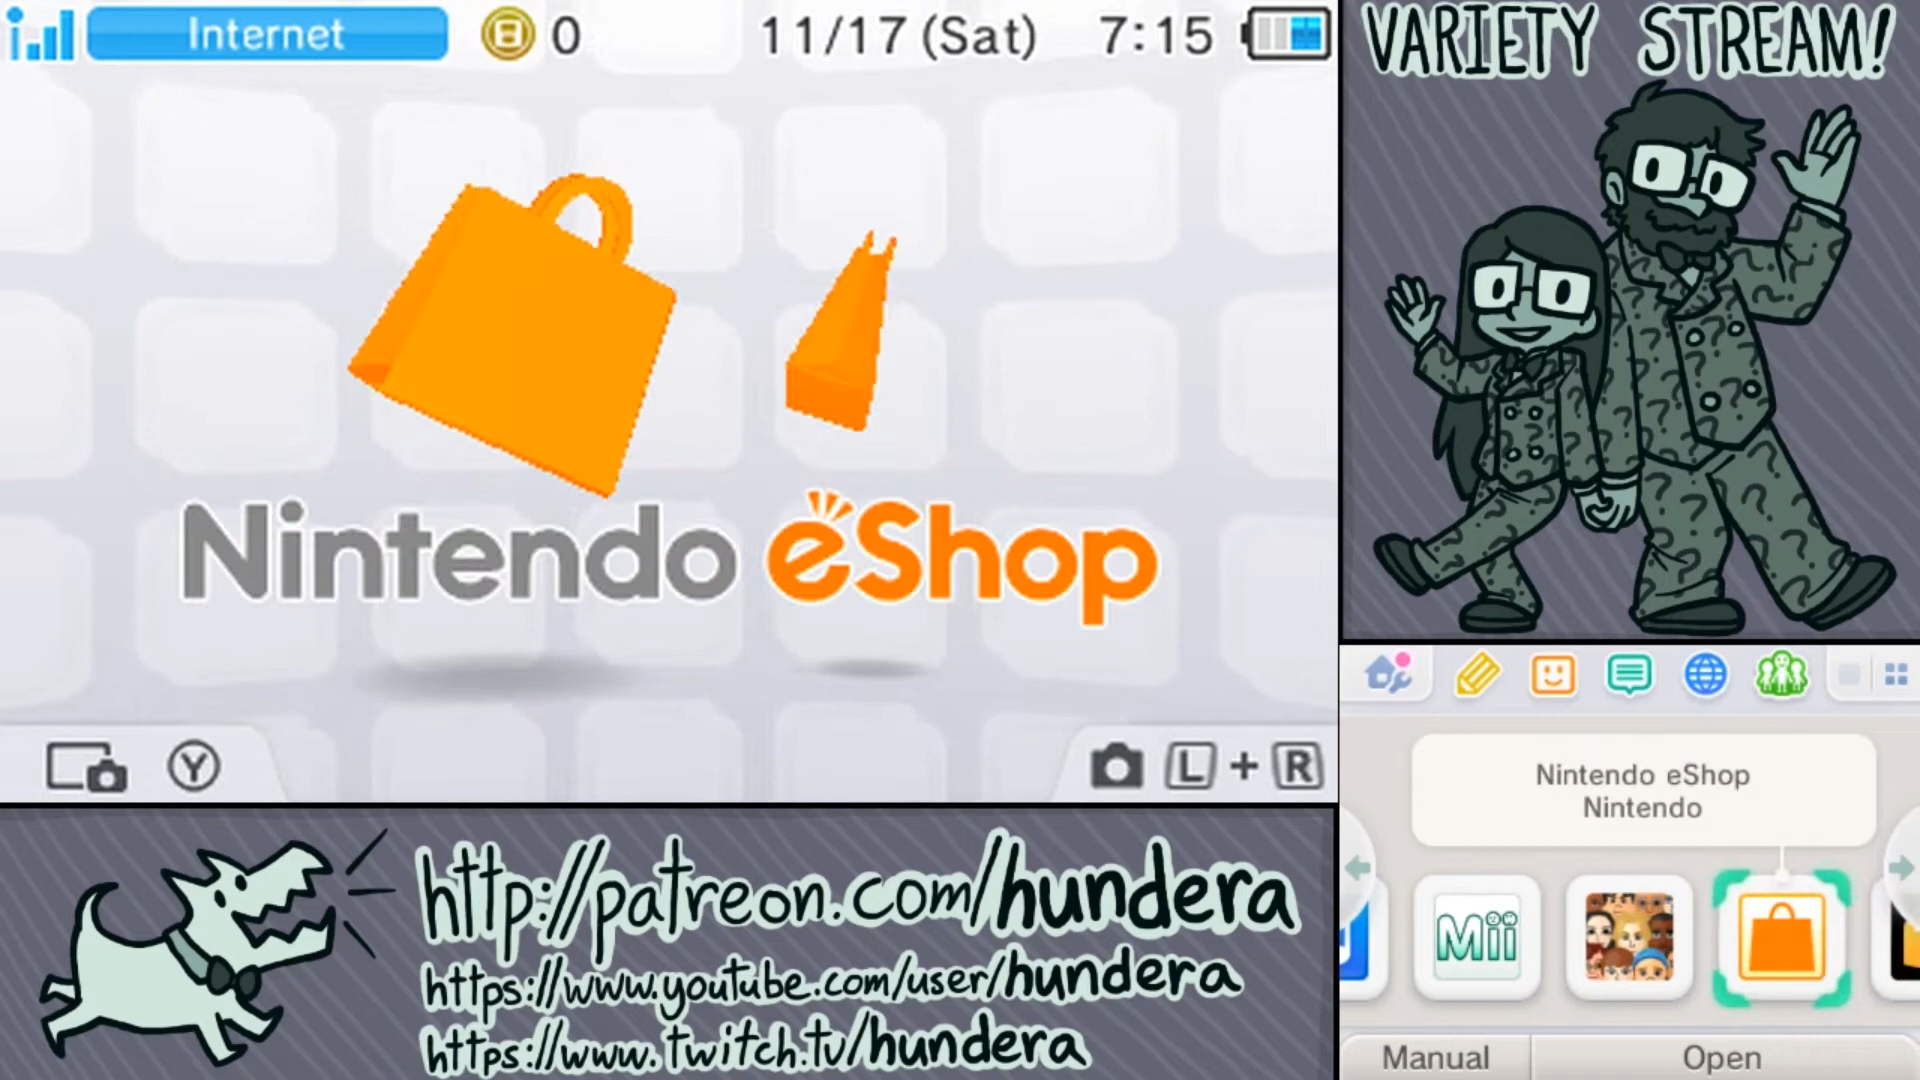 Internet 0 11/17 (Sat) 7:15
Nintendo eShop
Y
L + R
VARIETY STREAM!
Nintendo eShop
Nintendo
Mii
Manual Open
http://patreon.com/hundera
https://www.youtube.com/user/hundera
https://www.twitch.tv/hundera